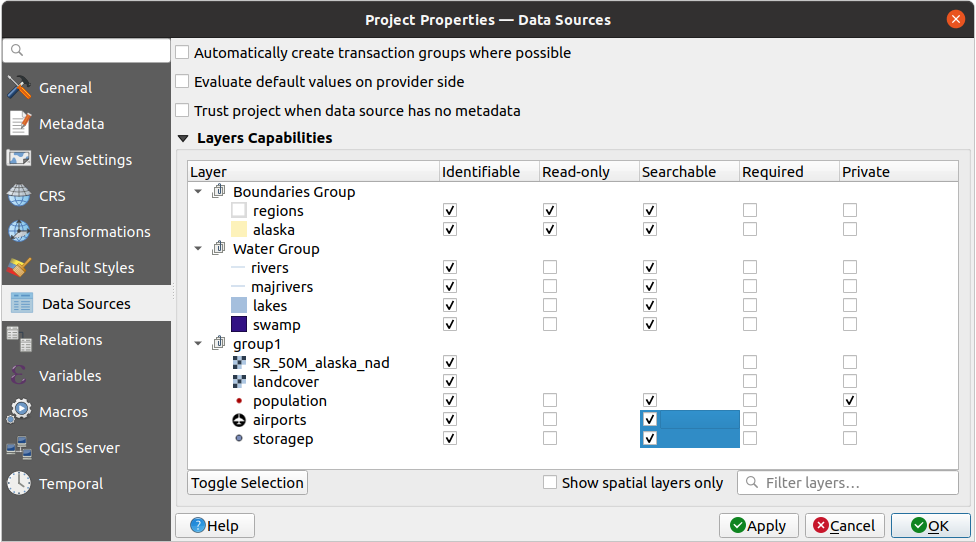 Project Properties — Data Sources
General
Metadata
View Settings
CRS
Transformations
Default Styles
Data Sources
Relations
Variables
Macros
QGIS Server
Temporal
Automatically create transaction groups where possible
Evaluate default values on provider side
Trust project when data source has no metadata
Layers Capabilities
Layer Identifiable Read-only Searchable Required Private
Boundaries Group
regions
alaska
Water Group
rivers
majrivers
lakes
swamp
group1
SR_50M_alaska_nad
landcover
population
airports
storagep
Toggle Selection Show spatial layers only Filter layers...
Help Apply Cancel OK